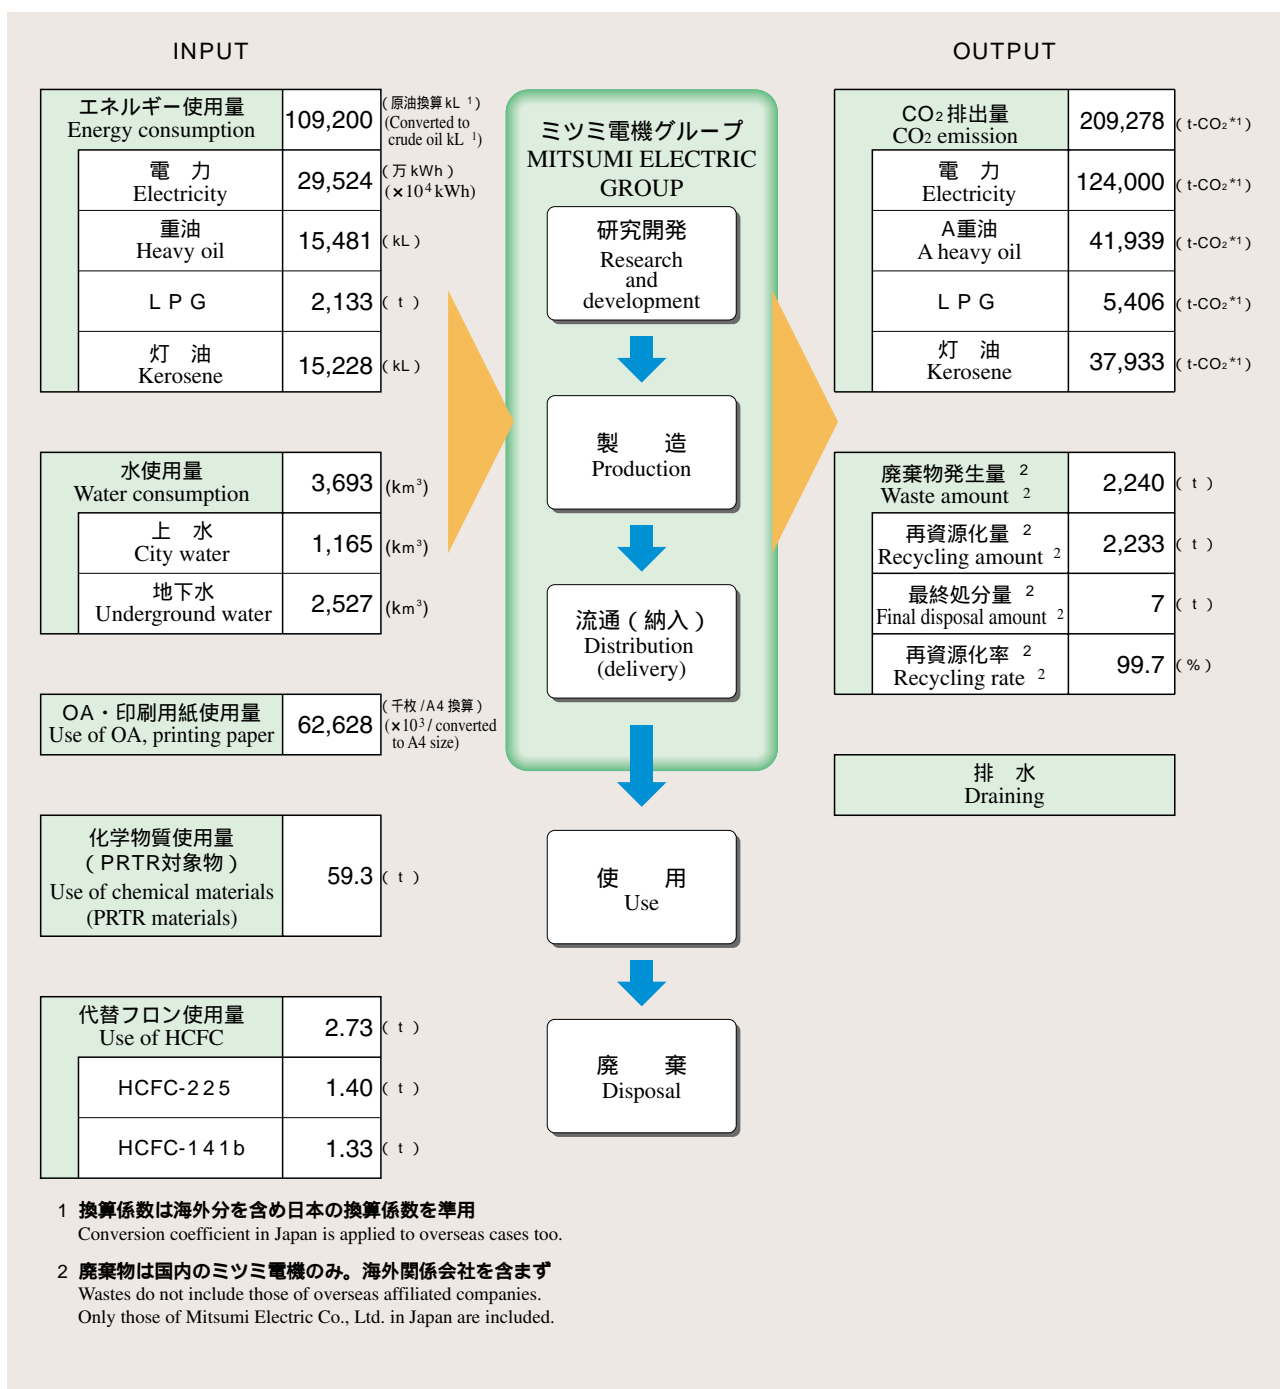 INPUT
エネルギー使用量
Energy consumption
109,200
(原油換算 kL 1)
(Converted to
crude oil kL 1)
電 力
Electricity
29,524
(万 kWh)
(×10⁴ kWh)
重油
Heavy oil
15,481
(kL)
LPG
2,133
(t)
灯 油
Kerosene
15,228
(kL)
水使用量
Water consumption
3,693
(km³)
上 水
City water
1,165
(km³)
地下水
Underground water
2,527
(km³)
OA・印刷用紙使用量
Use of OA, printing paper
62,628
(千枚/A4 換算)
(×10³/ converted
to A4 size)
化学物質使用量
(PRTR対象物)
Use of chemical materials
(PRTR materials)
59.3
(t)
代替フロン使用量
Use of HCFC
2.73
(t)
HCFC-225
1.40
(t)
HCFC-141b
1.33
(t)
ミツミ電機グループ
MITSUMI ELECTRIC
GROUP
研究開発
Research
and
development
製 造
Production
流通(納入)
Distribution
(delivery)
使 用
Use
廃 棄
Disposal
OUTPUT
CO₂排出量
CO₂ emission
209,278
(t-CO₂*1)
電 力
Electricity
124,000
(t-CO₂*1)
A重油
A heavy oil
41,939
(t-CO₂*1)
LPG
5,406
(t-CO₂*1)
灯 油
Kerosene
37,933
(t-CO₂*1)
廃棄物発生量 2
Waste amount 2
2,240
(t)
再資源化量 2
Recycling amount 2
2,233
(t)
最終処分量 2
Final disposal amount 2
7
(t)
再資源化率 2
Recycling rate 2
99.7
(%)
排 水
Draining
1 換算係数は海外分を含め日本の換算係数を準用
Conversion coefficient in Japan is applied to overseas cases too.
2 廃棄物は国内のミツミ電機のみ。海外関係会社を含まず
Wastes do not include those of overseas affiliated companies.
Only those of Mitsumi Electric Co., Ltd. in Japan are included.